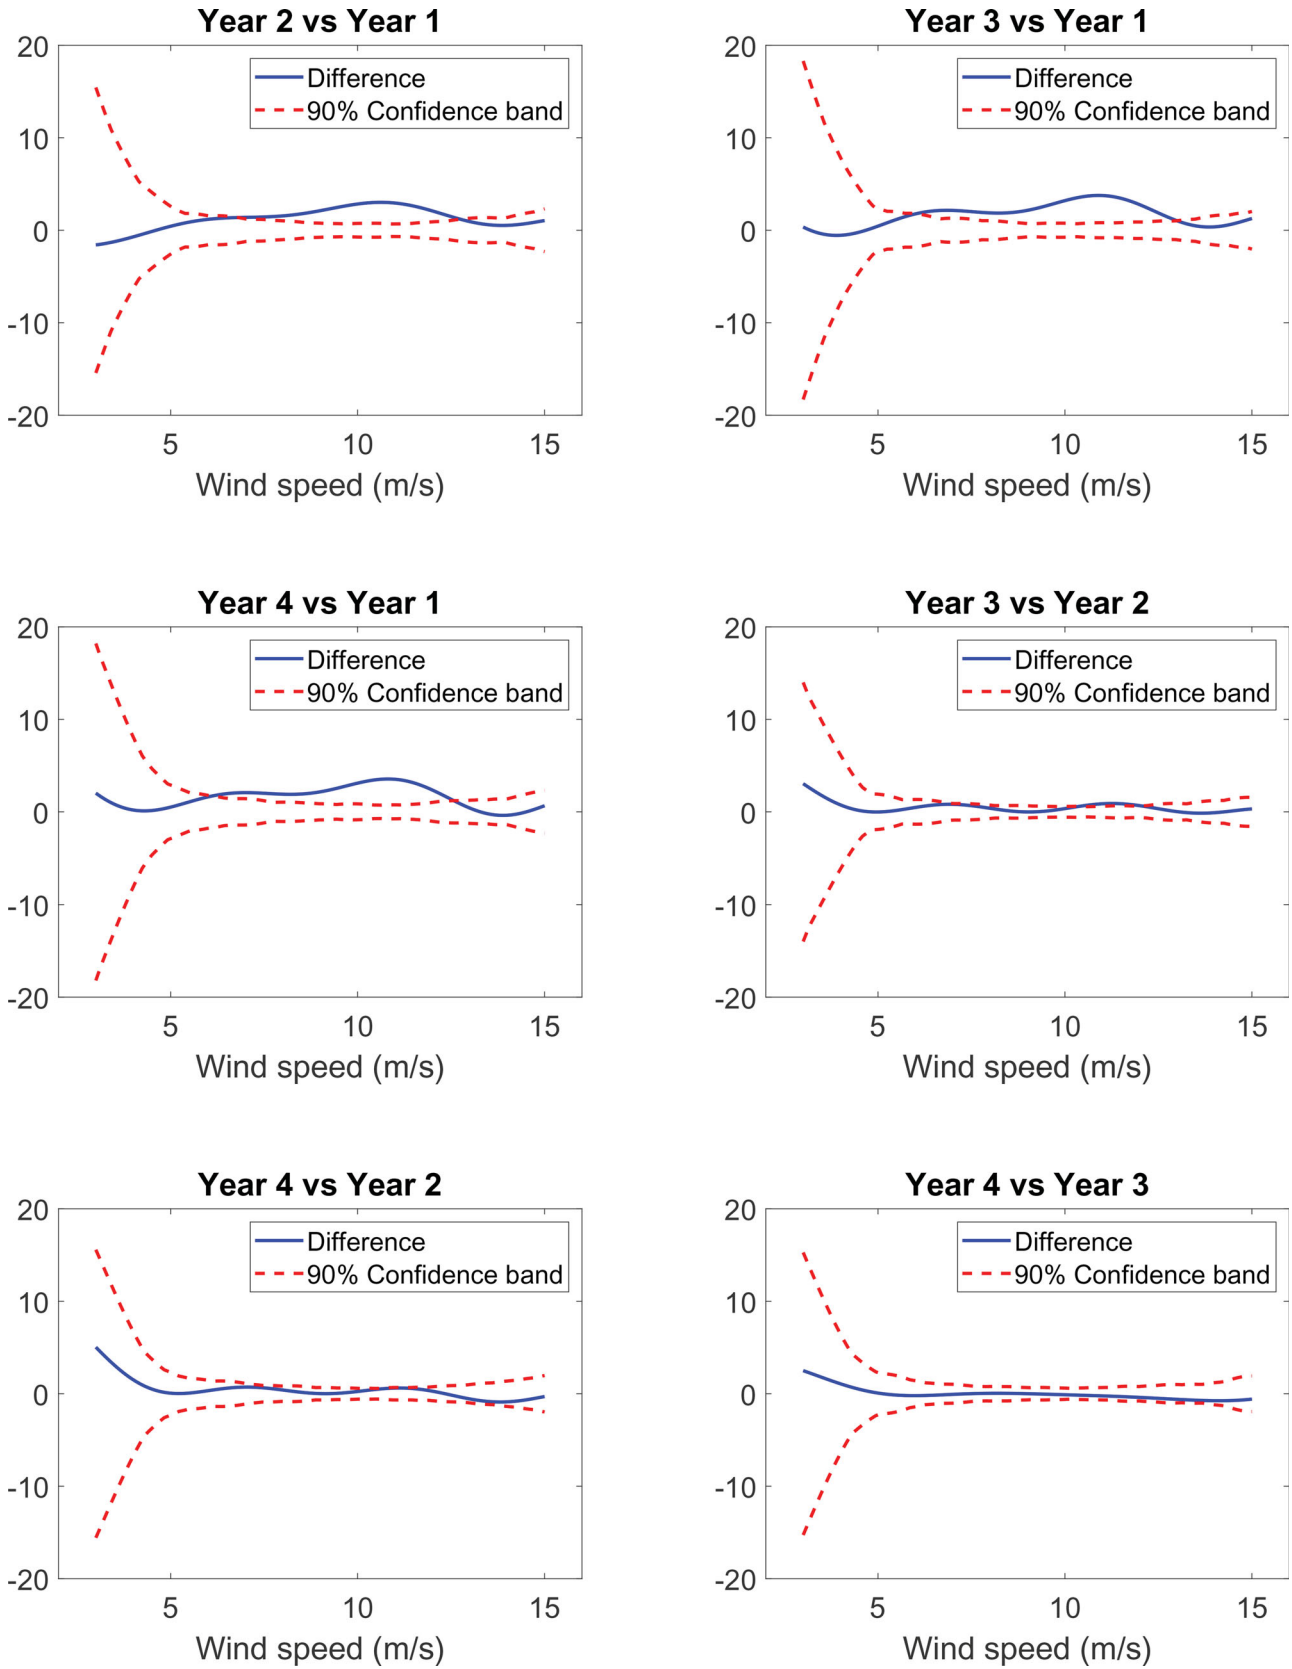 Year 2 vs Year 1
20
10
0
-10
-20
Difference
90% Confidence band
5
10
15
Wind speed (m/s)
Year 3 vs Year 1
20
10
0
-10
-20
Difference
90% Confidence band
5
10
15
Wind speed (m/s)
Year 4 vs Year 1
20
10
0
-10
-20
Difference
90% Confidence band
5
10
15
Wind speed (m/s)
Year 3 vs Year 2
20
10
0
-10
-20
Difference
90% Confidence band
5
10
15
Wind speed (m/s)
Year 4 vs Year 2
20
10
0
-10
-20
Difference
90% Confidence band
5
10
15
Wind speed (m/s)
Year 4 vs Year 3
20
10
0
-10
-20
Difference
90% Confidence band
5
10
15
Wind speed (m/s)